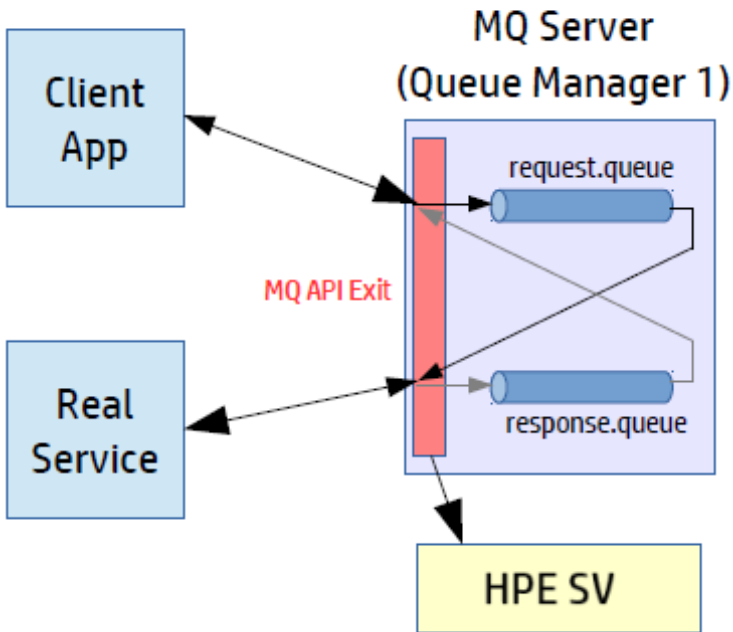 MQ Server
(Queue Manager 1)
Client
App
request.queue
MQ API Exit
Real
Service
response.queue
HPE SV